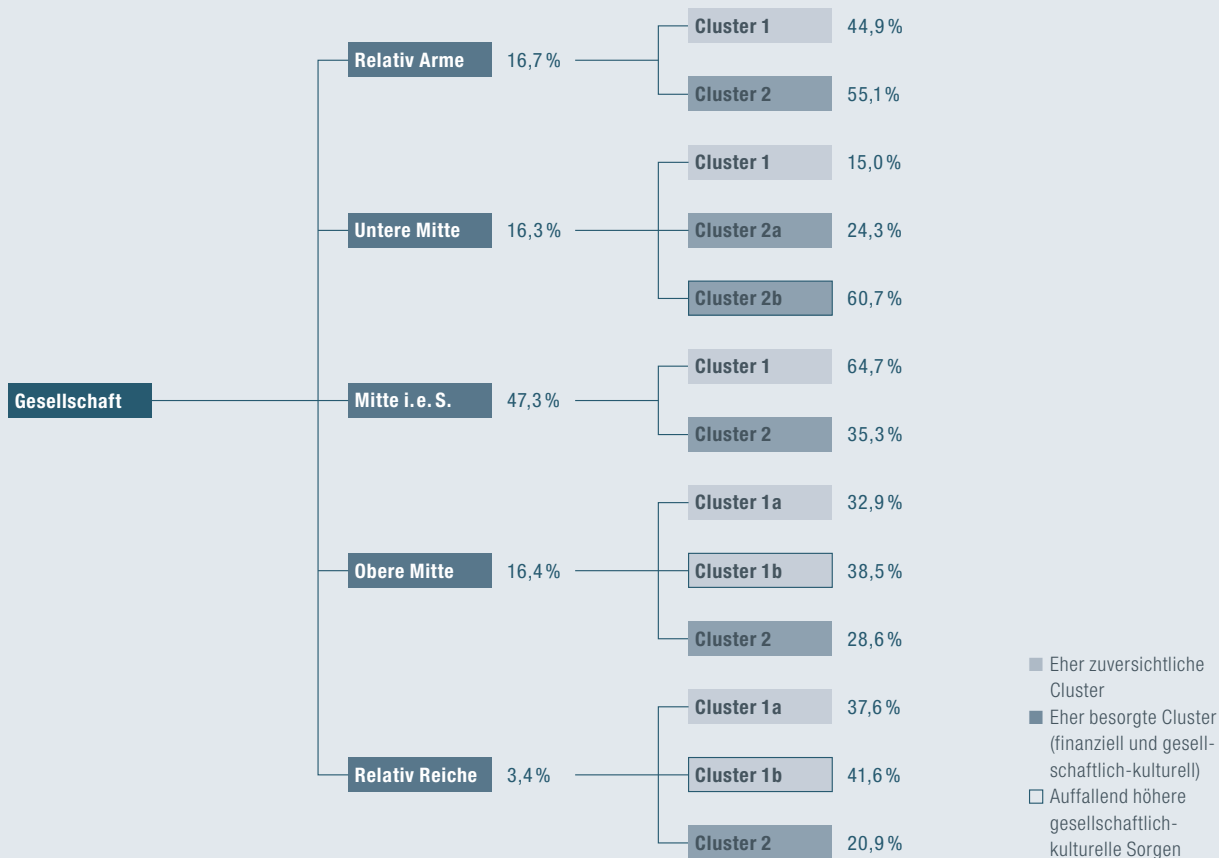 Gesellschaft
Relativ Arme 16,7 %
Cluster 1 44,9 %
Cluster 2 55,1 %
Untere Mitte 16,3 %
Cluster 1 15,0 %
Cluster 2a 24,3 %
Cluster 2b 60,7 %
Mitte i. e. S. 47,3 %
Cluster 1 64,7 %
Cluster 2 35,3 %
Obere Mitte 16,4 %
Cluster 1a 32,9 %
Cluster 1b 38,5 %
Cluster 2 28,6 %
Relativ Reiche 3,4 %
Cluster 1a 37,6 %
Cluster 1b 41,6 %
Cluster 2 20,9 %
Eher zuversichtliche
Cluster
Eher besorgte Cluster
(finanziell und gesell-
schaftlich-kulturell)
Auffallend höhere
gesellschaftlich-
kulturelle Sorgen